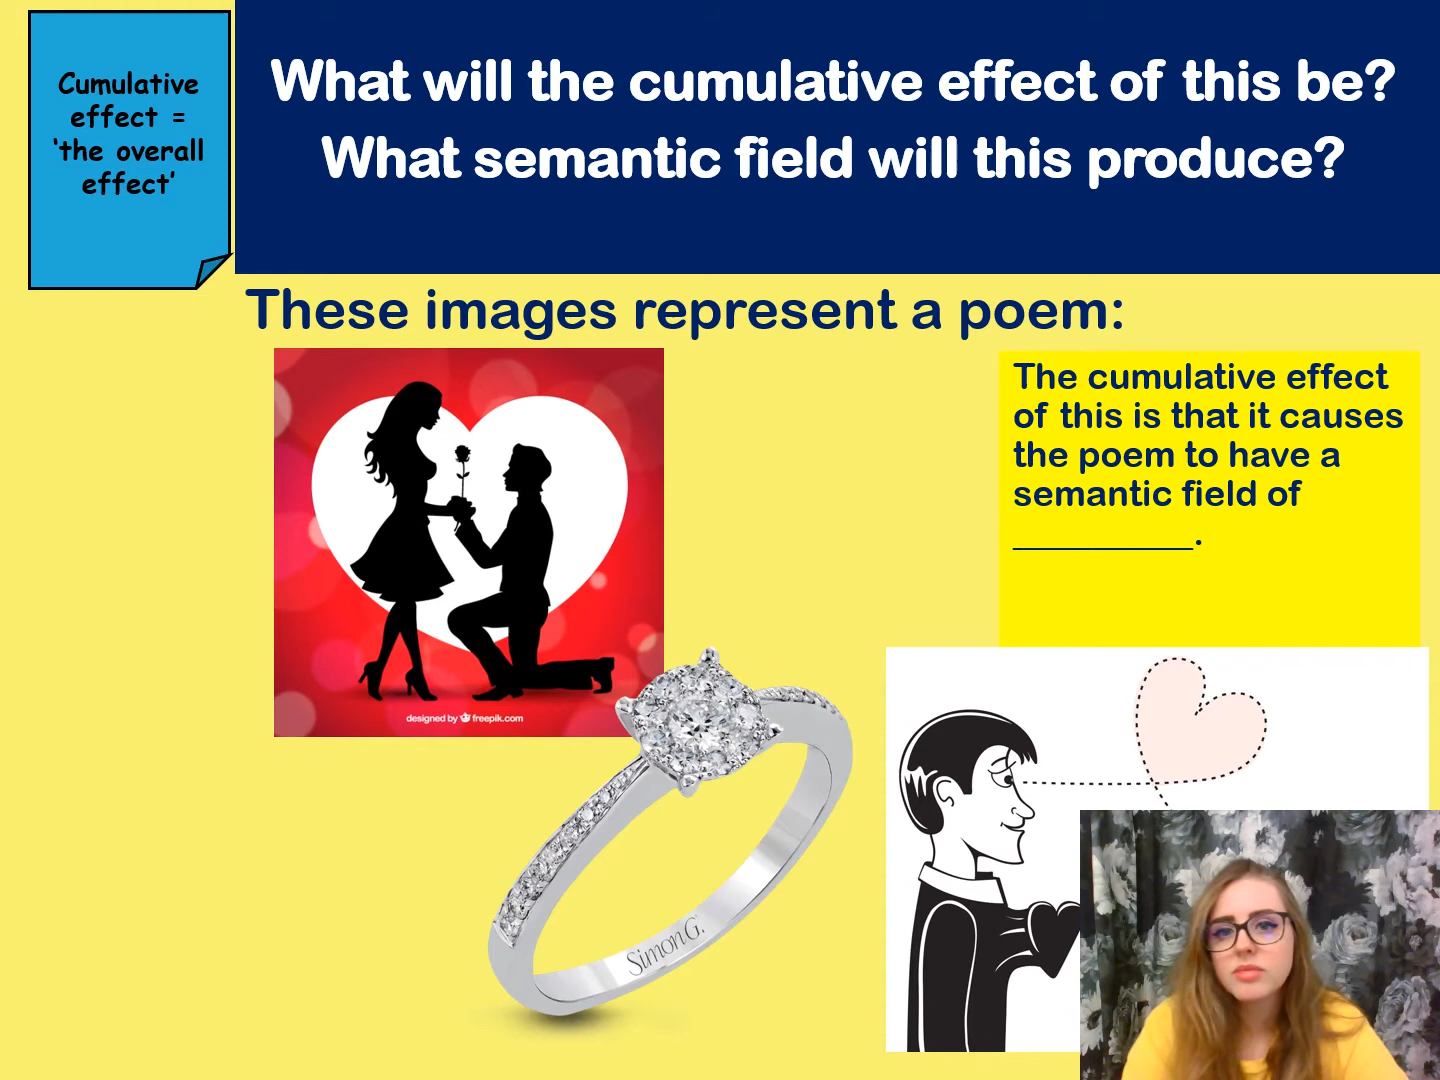 Cumulative
effect =
‘the overall
effect’
What will the cumulative effect of this be?
What semantic field will this produce?
These images represent a poem:
The cumulative effect
of this is that it causes
the poem to have a
semantic field of
__________.
designed by freepik.com
Simon G.